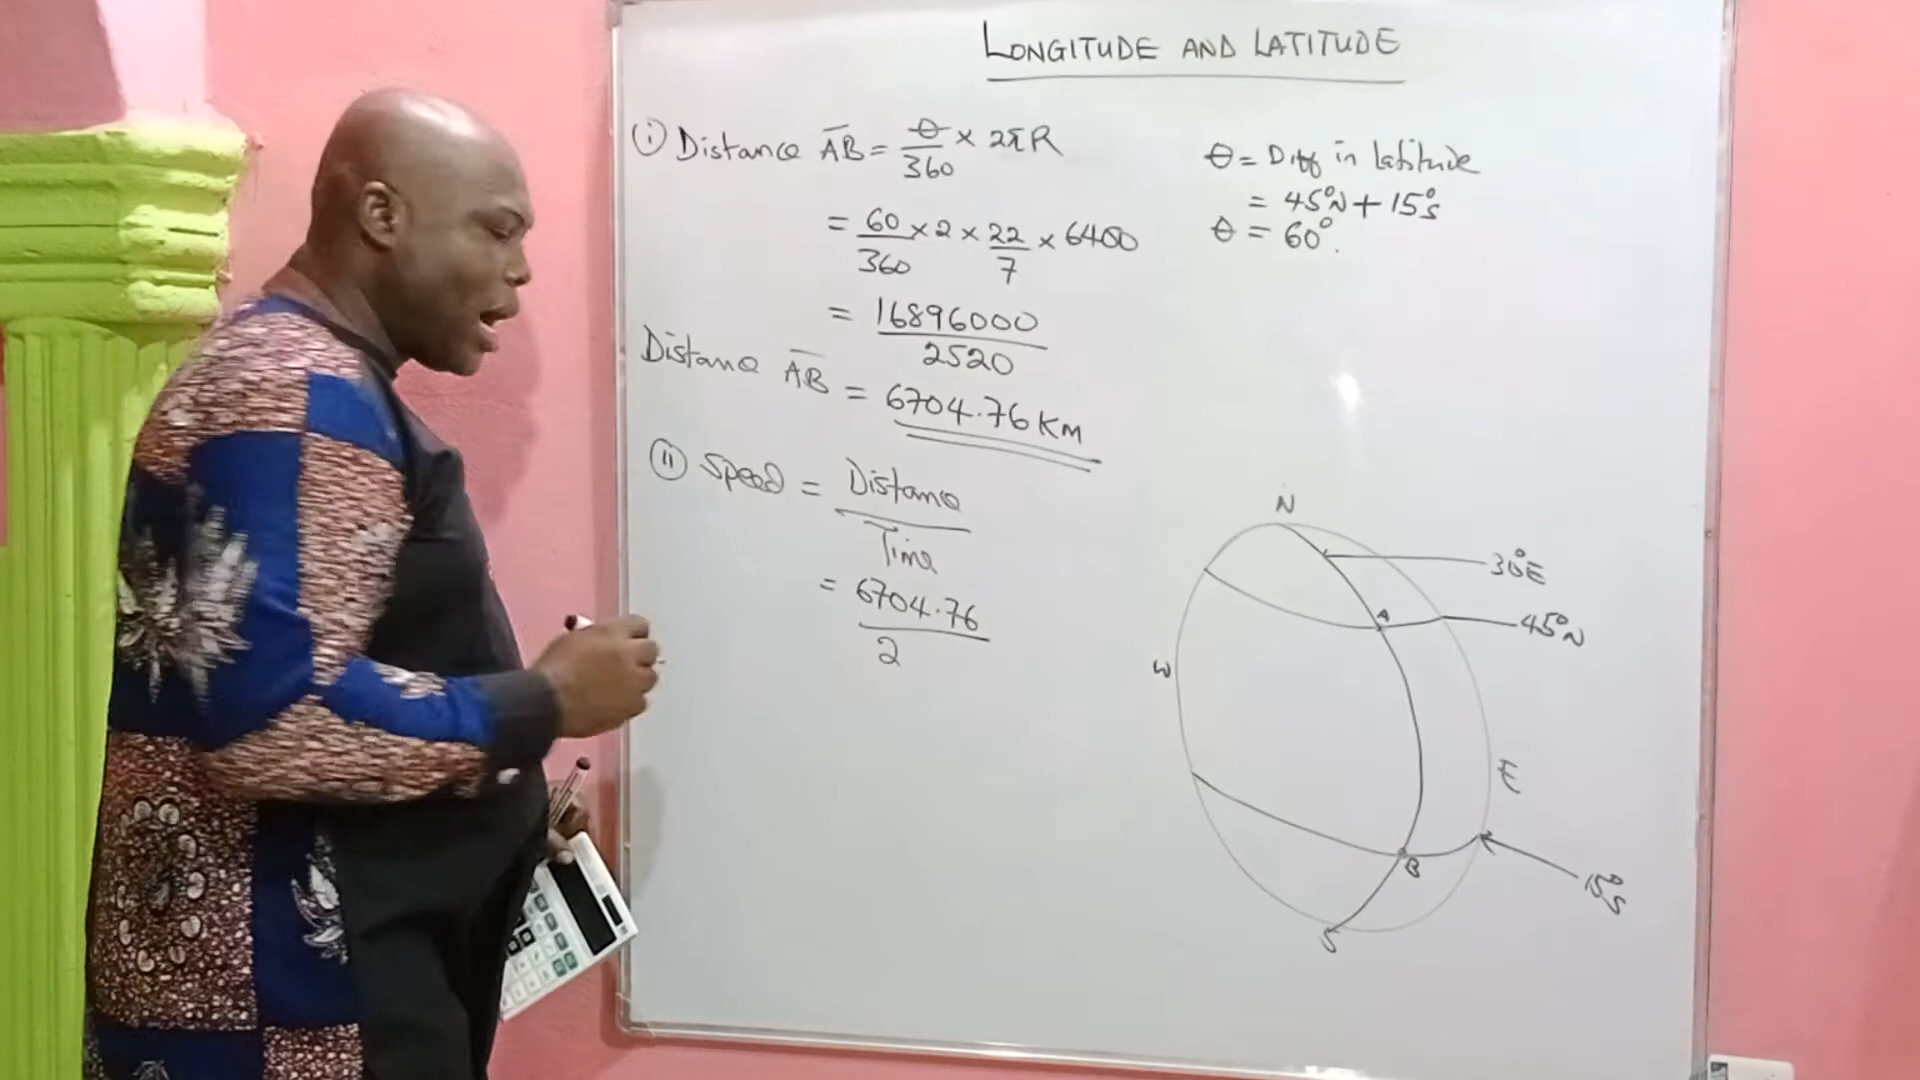 LONGITUDE AND LATITUDE
(i) Distance AB = θ/360 × 2πR
= 60/360 × 2 × 22/7 × 6400
= 16896000/2520
Distance AB = 6704.76 KM
(ii) Speed = Distance/Time
= 6704.76/2
θ = Diff in Latitude
= 45°N + 15°S
θ = 60°.
N
30°E
A
45°N
W
E
B
15°S
S